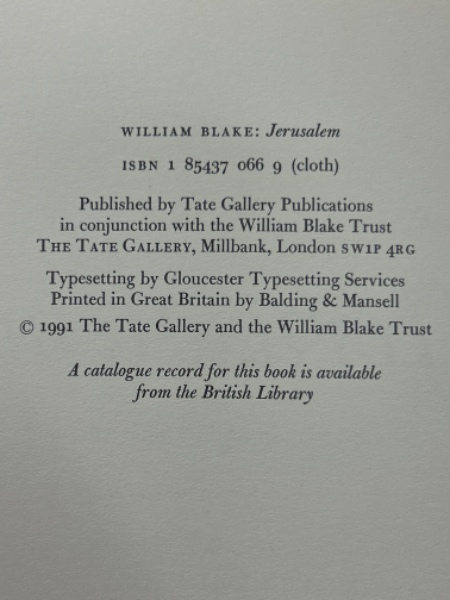 WILLIAM BLAKE: Jerusalem
ISBN 1 85437 066 9 (cloth)
Published by Tate Gallery Publications
in conjunction with the William Blake Trust
THE TATE GALLERY, Millbank, London SW1P 4RG
Typesetting by Gloucester Typesetting Services
Printed in Great Britain by Balding & Mansell
© 1991 The Tate Gallery and the William Blake Trust
A catalogue record for this book is available
from the British Library